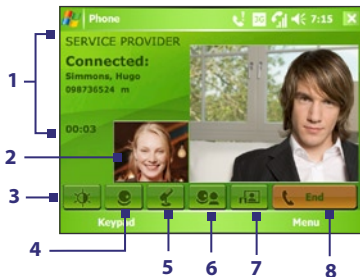 Phone
3G
7:15
SERVICE PROVIDER
Connected:
Simmons, Hugo
098736524 m
00:03
End
Keypad
Menu
1
2
3
4
5
6
7
8